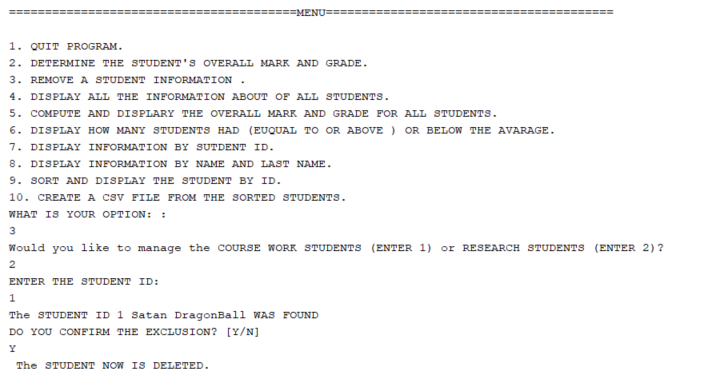 ========================================MENU========================================
1. QUIT PROGRAM.
2. DETERMINE THE STUDENT'S OVERALL MARK AND GRADE.
3. REMOVE A STUDENT INFORMATION .
4. DISPLAY ALL THE INFORMATION ABOUT OF ALL STUDENTS.
5. COMPUTE AND DISPLARY THE OVERALL MARK AND GRADE FOR ALL STUDENTS.
6. DISPLAY HOW MANY STUDENTS HAD (EUQUAL TO OR ABOVE ) OR BELOW THE AVARAGE.
7. DISPLAY INFORMATION BY SUTDENT ID.
8. DISPLAY INFORMATION BY NAME AND LAST NAME.
9. SORT AND DISPLAY THE STUDENT BY ID.
10. CREATE A CSV FILE FROM THE SORTED STUDENTS.
WHAT IS YOUR OPTION: :
3
Would you like to manage the COURSE WORK STUDENTS (ENTER 1) or RESEARCH STUDENTS (ENTER 2)?
2
ENTER THE STUDENT ID:
1
The STUDENT ID 1 Satan DragonBall WAS FOUND
DO YOU CONFIRM THE EXCLUSION? [Y/N]
Y
The STUDENT NOW IS DELETED.